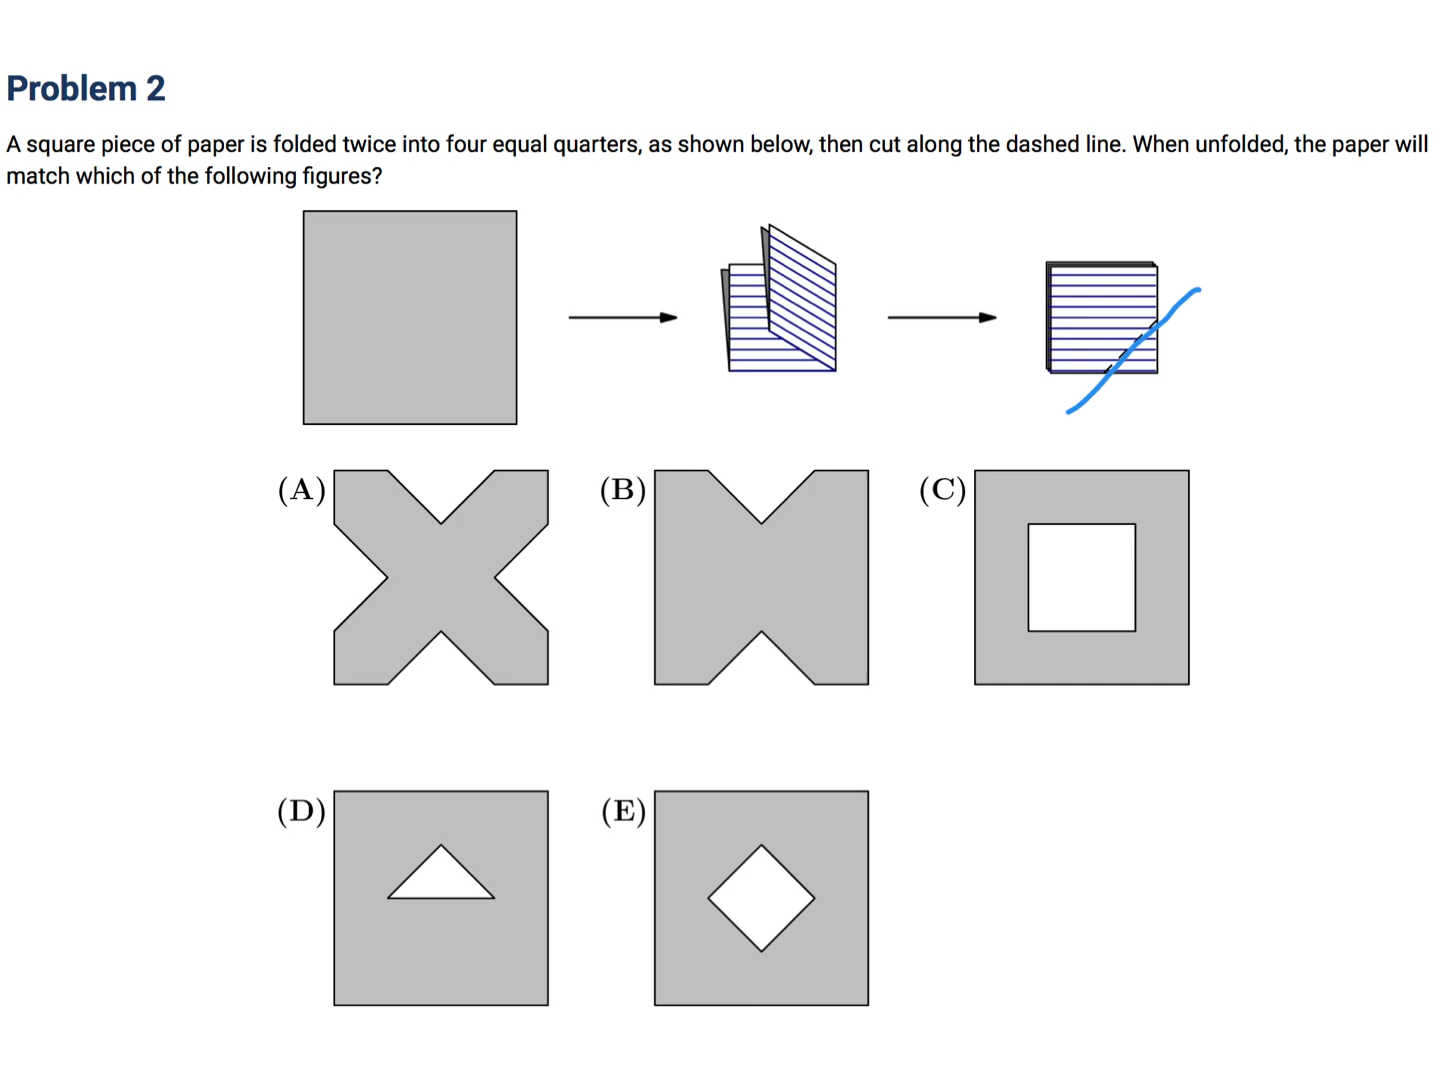 Problem 2
A square piece of paper is folded twice into four equal quarters, as shown below, then cut along the dashed line. When unfolded, the paper will
match which of the following figures?
(A)
(B)
(C)
(D)
(E)